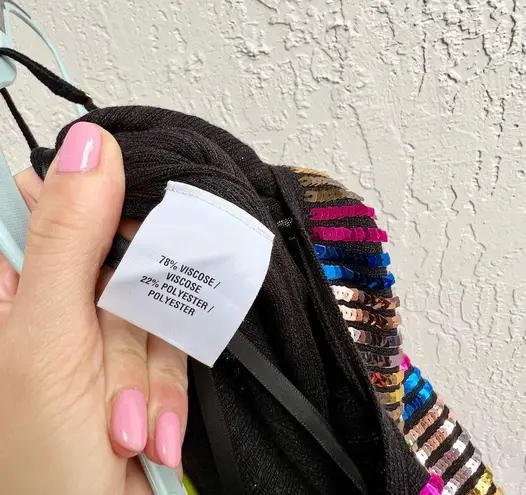 78% VISCOSE /
VISCOSE
22% POLYESTER /
POLYESTER